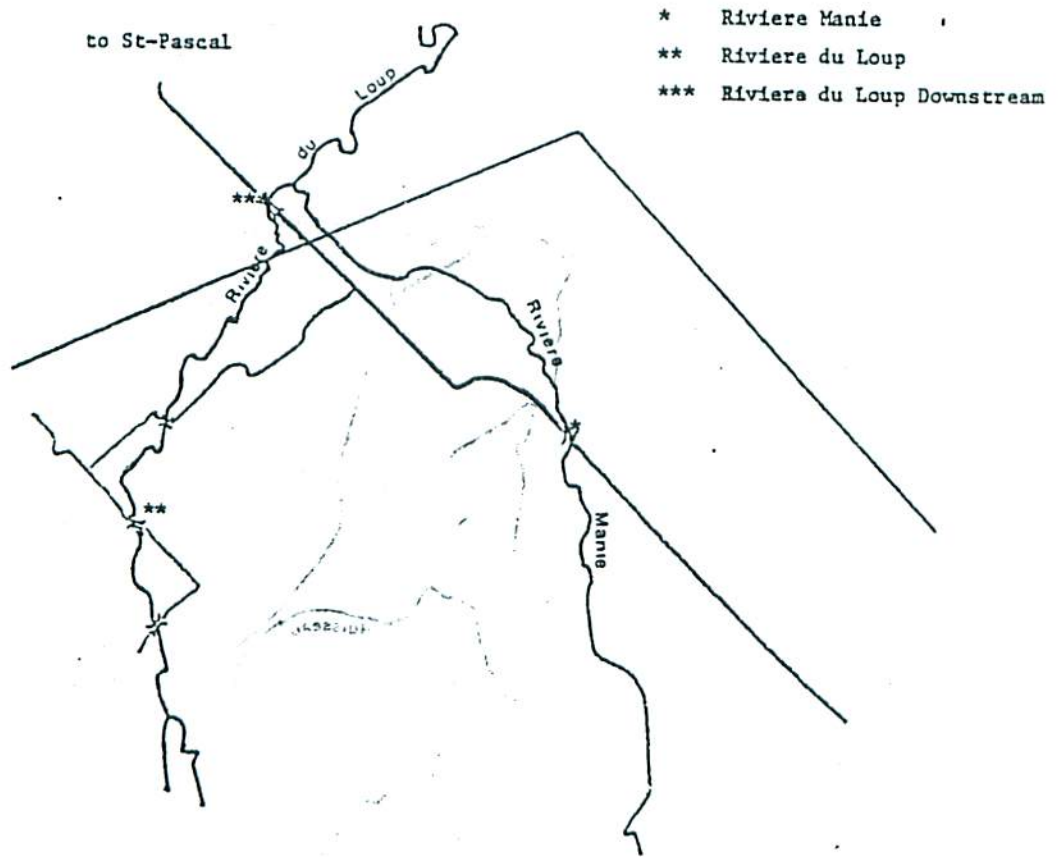 to St-Pascal
* Riviere Manie
** Riviere du Loup
*** Riviera du Loup Downstream
Riviere du Loup
***
Riviere Manie
*
**